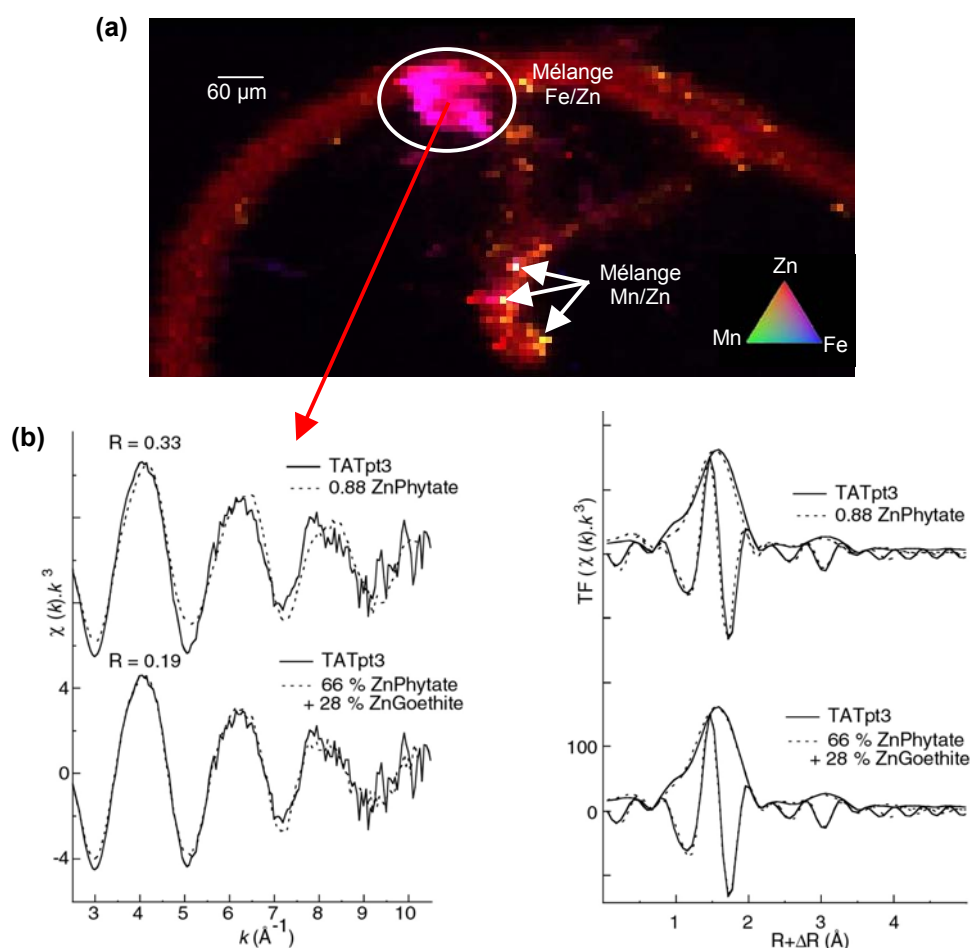 (a)
60 µm
Mélange
Fe/Zn
Mélange
Mn/Zn
Zn
Mn
Fe
(b)
R = 0.33
TATpt3
0.88 ZnPhytate
R = 0.19
TATpt3
66 % ZnPhytate
+ 28 % ZnGoethite
χ (k).k³
4
0
-4
3 4 5 6 7 8 9 10
k (Å⁻¹)
TATpt3
0.88 ZnPhytate
TATpt3
66 % ZnPhytate
+ 28 % ZnGoethite
TF ( χ (k).k³ )
100
0
1 2 3 4
R+ΔR (Å)